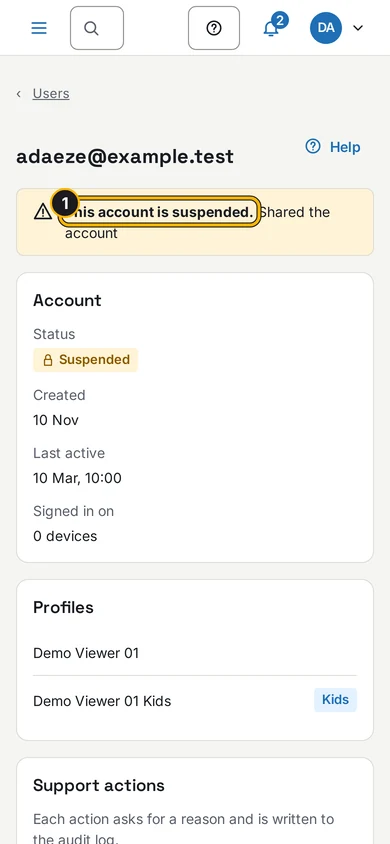 2
DA
‹ Users
adaeze@example.test
Help
1
his account is suspended. Shared the
account
Account
Status
Suspended
Created
10 Nov
Last active
10 Mar, 10:00
Signed in on
0 devices
Profiles
Demo Viewer 01
Demo Viewer 01 Kids
Kids
Support actions
Each action asks for a reason and is written to
the audit log.